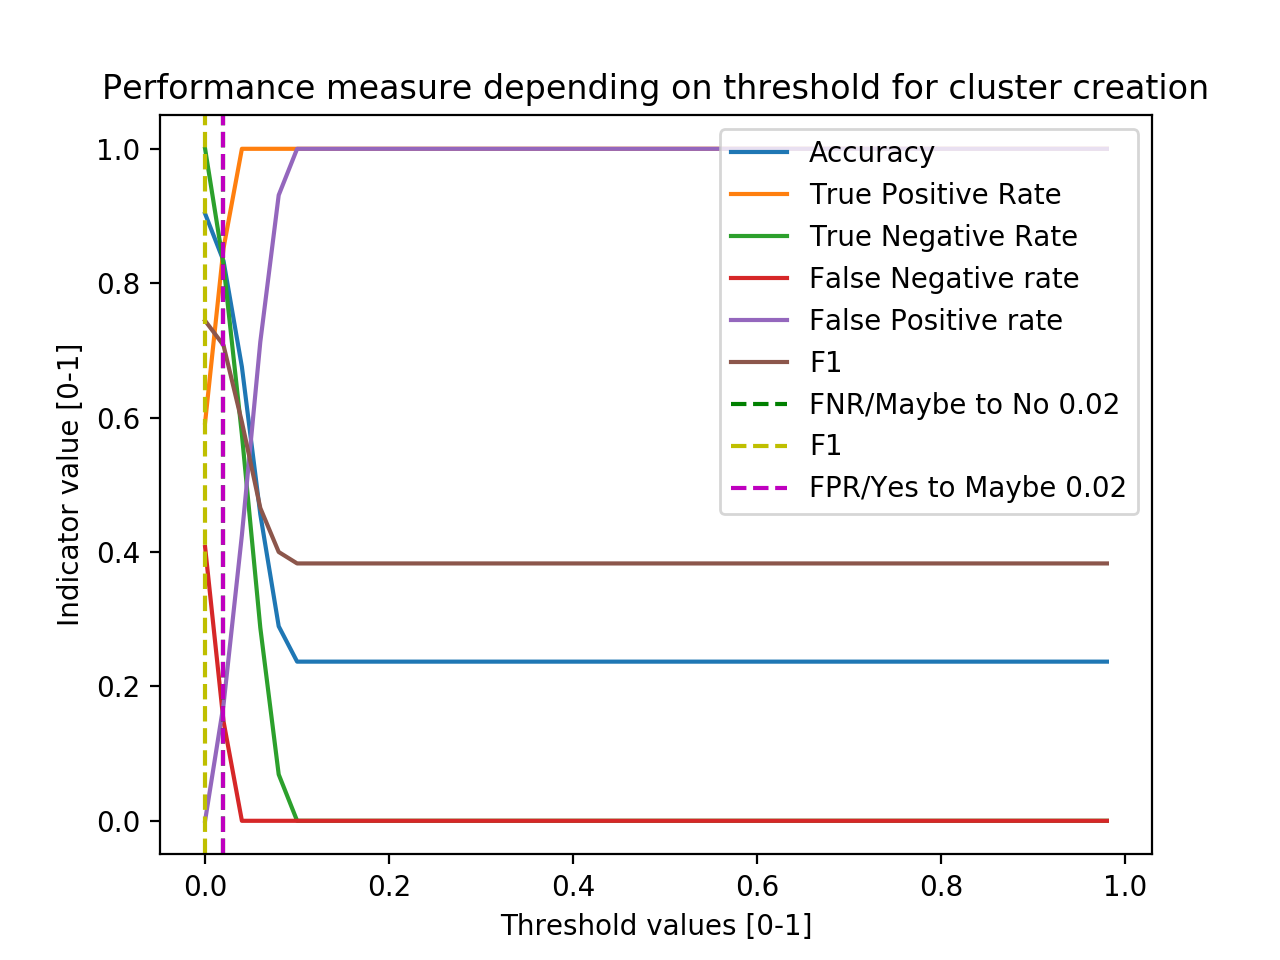 Performance measure depending on threshold for cluster creation
1.0
0.8
0.6
0.4
0.2
0.0
Indicator value [0-1]
Accuracy
True Positive Rate
True Negative Rate
False Negative rate
False Positive rate
F1
FNR/Maybe to No 0.02
F1
FPR/Yes to Maybe 0.02
0.0 0.2 0.4 0.6 0.8 1.0
Threshold values [0-1]